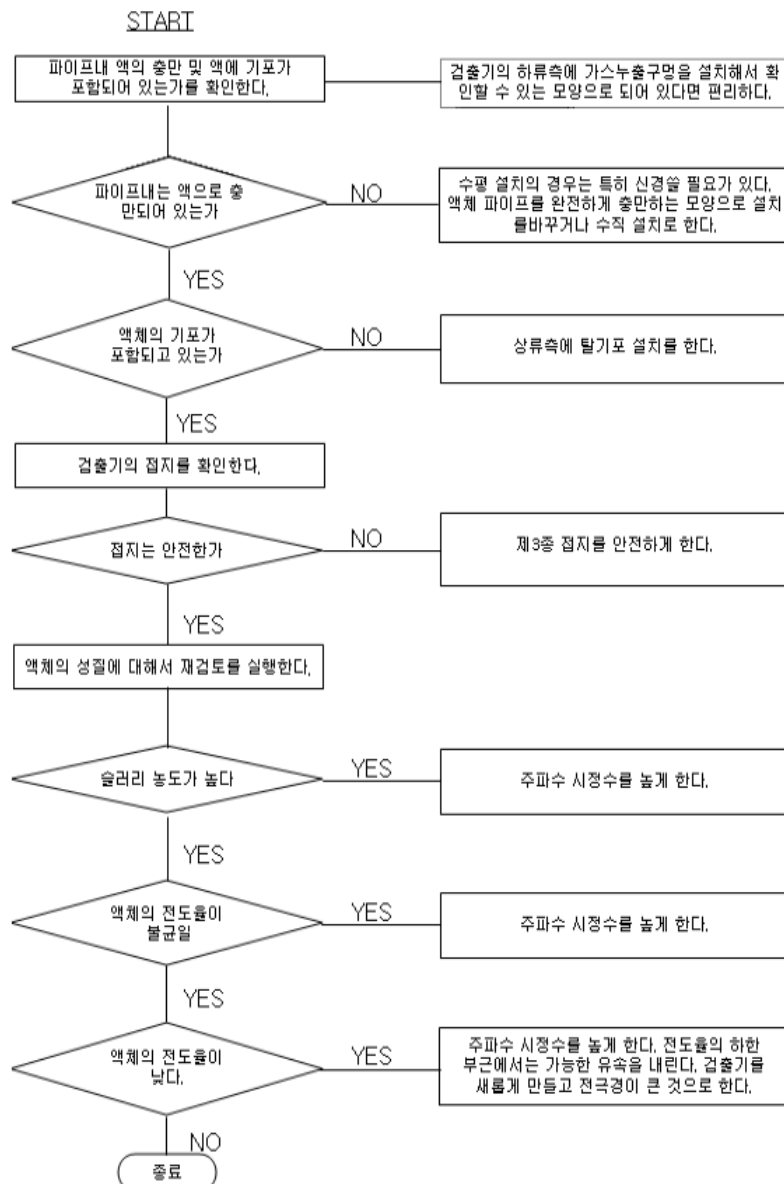 START
파이프내 액의 충만 및 액에 기포가
포함되어 있는가를 확인한다.
검출기의 하류측에 가스누출구멍을 설치해서 확
인할 수 있는 모양으로 되어 있다면 편리하다.
파이프내는 액으로 충
만되어 있는가
NO
수평 설치의 경우는 특히 신경쓸 필요가 있다.
액체 파이프를 완전하게 충만하는 모양으로 설치
를바꾸거나 수직 설치로 한다.
YES
액체의 기포가
포함되고 있는가
NO
상류측에 탈기포 설치를 한다.
YES
검출기의 접지를 확인한다.
접지는 안전한가
NO
제3종 접지를 안전하게 한다.
YES
액체의 성질에 대해서 재검토를 실행한다.
슬러리 농도가 높다
YES
주파수 시정수를 높게 한다.
YES
액체의 전도율이
불균일
YES
주파수 시정수를 높게 한다.
YES
액체의 전도율이
낮다.
YES
주파수 시정수를 높게 한다. 전도율의 하한
부근에서는 가능한 유속을 내린다. 검출기를
새롭게 만들고 전극경이 큰 것으로 한다.
NO
종료